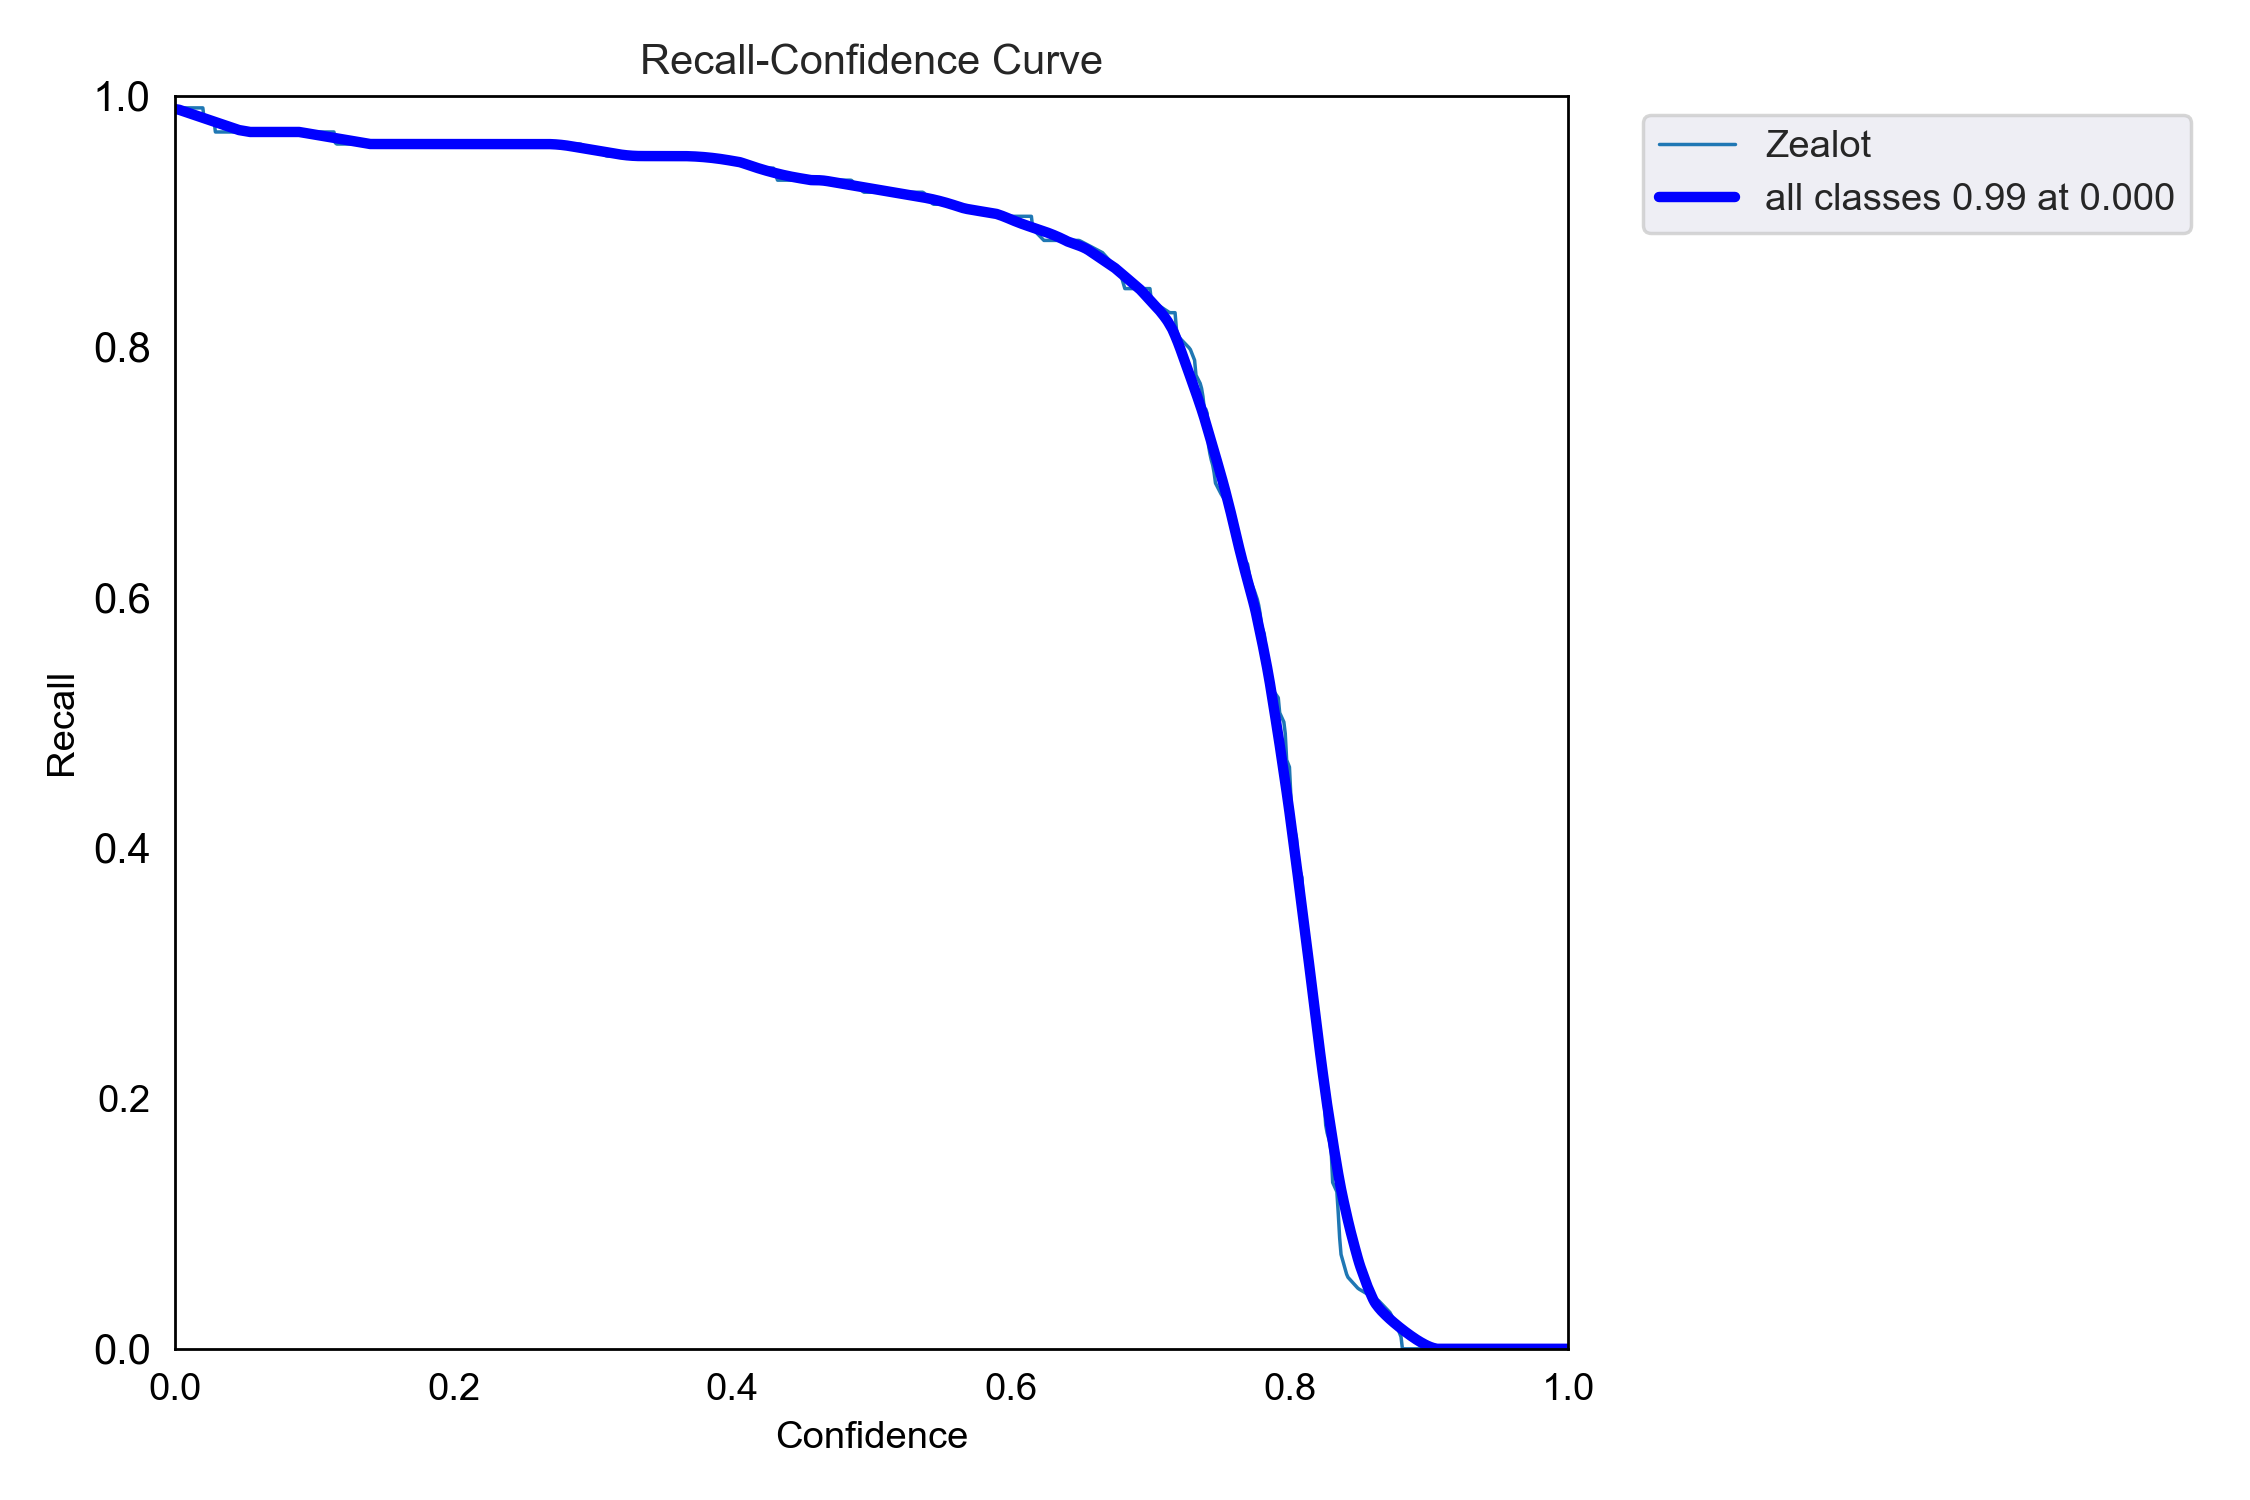 Recall-Confidence Curve
Zealot
all classes 0.99 at 0.000
1.0
0.8
0.6
0.4
0.2
0.0
Recall
0.0 0.2 0.4 0.6 0.8 1.0
Confidence